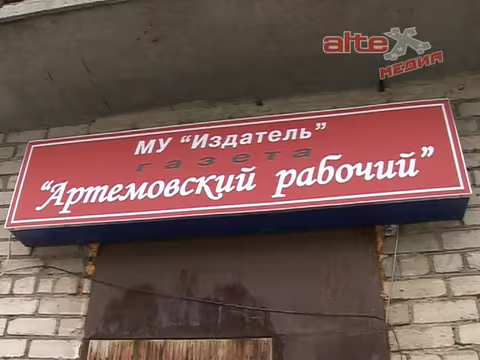 alteX
МЕДИА
МУ "Издатель"
газета
"Артемовский рабочий"